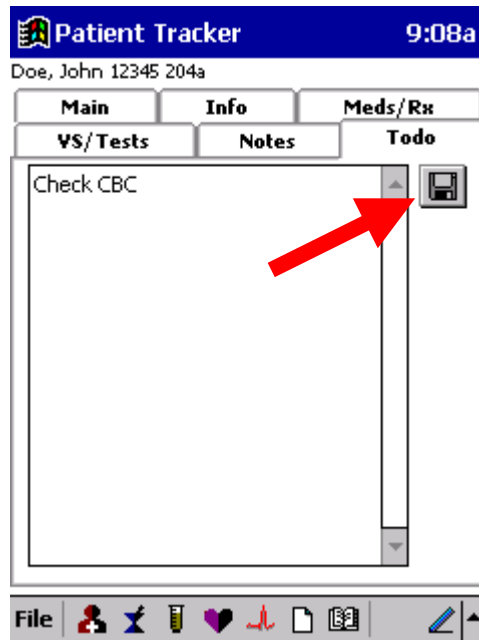 Patient Tracker 9:08a
Doe, John 12345 204a
Main Info Meds/Rx
VS/Tests Notes Todo
Check CBC
File